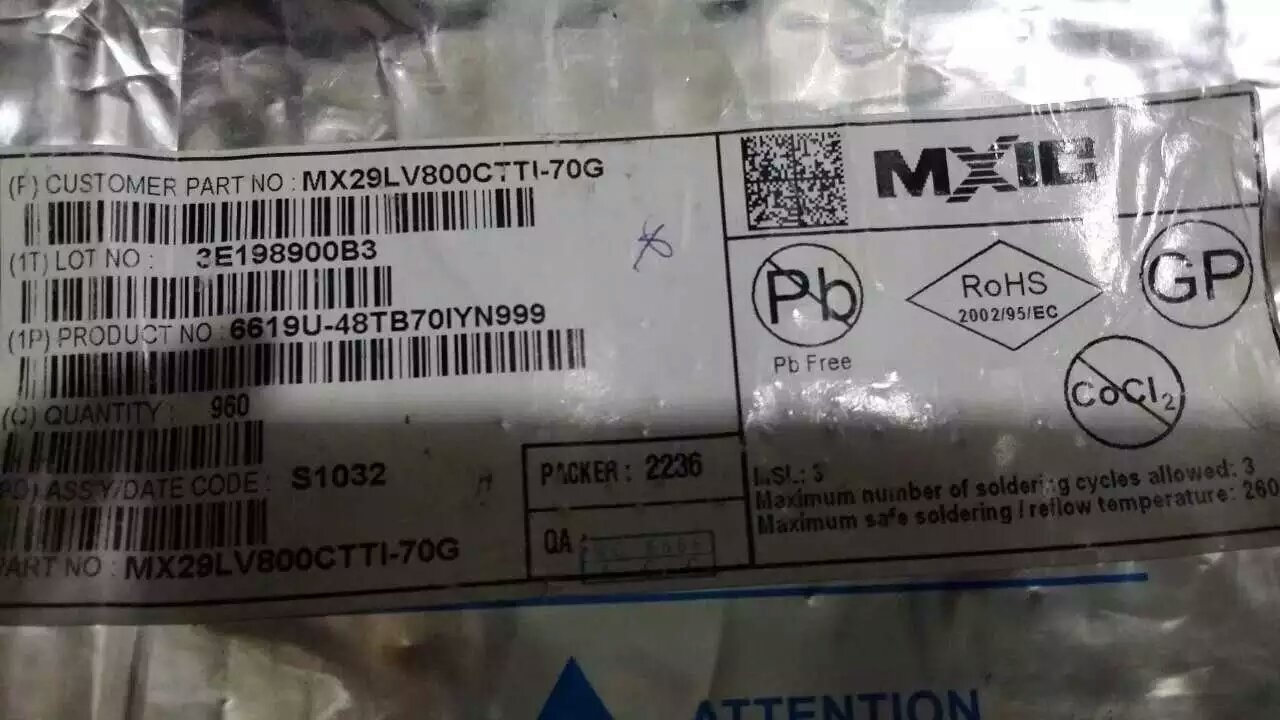 (P) CUSTOMER PART NO : MX29LV800CTTI-70G
(1T) LOT NO : 3E198900B3
(1P) PRODUCT NO : 6619U-48TB70IYN999
(Q) QUANTITY : 960
ASS'Y/DATE CODE : S1032
PART NO : MX29LV800CTTI-70G
PACKER : 2236
QA :
MXIC
Pb
Pb Free
RoHS
2002/95/EC
GP
CoCl2
MSL: 3
Maximum number of soldering cycles allowed: 3
Maximum safe soldering / reflow temperature: 260
ATTENTION